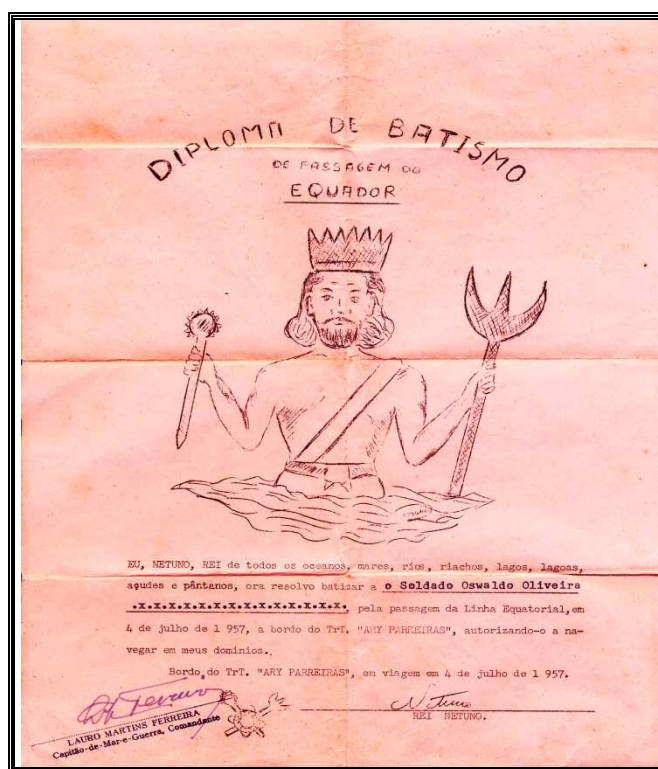 DIPLOMA DE BATISMO
DE PASSAGEM DO
EQUADOR
EU, NETUNO, REI de todos os oceanos, mares, rios, riachos, lagos, lagoas,
açudes e pântanos, ora resolvo batizar a o Soldado Oswaldo Oliveira
.x.x.x.x.x.x.x.x.x.x.x.x.x.x., pela passagem da Linha Equatorial, em
4 de julho de 1 957, a bordo do TrT. "ARY PARREIRAS", autorizando-o a na-
vegar em meus dominios.
Bordo do TrT. "ARY PARREIRAS", em viagem em 4 de julho de 1 957.
Netuno
REI NETUNO.
LAURO MARTINS FERREIRA
Capitão-de-Mar-e-Guerra, Comandante